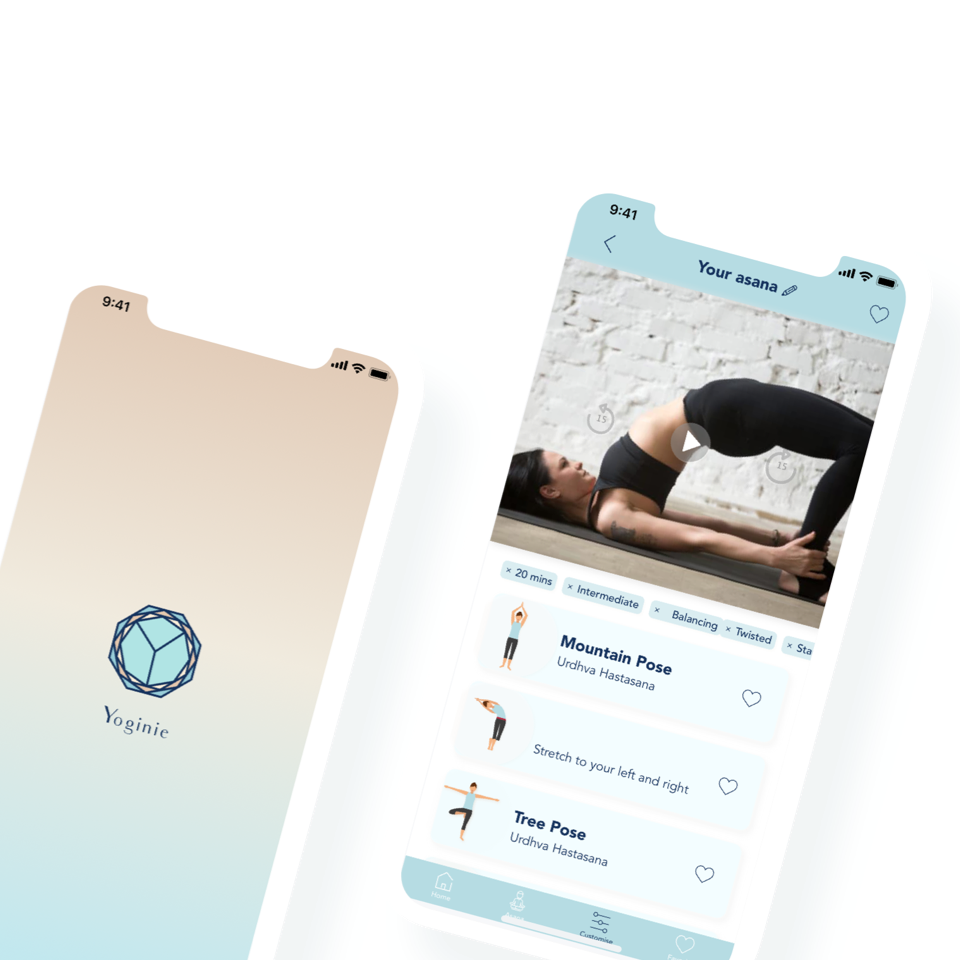 9:41
Yoginie
9:41
Your asana
15
15
× 20 mins
× Intermediate
× Balancing
× Twisted
× Sta
Mountain Pose
Urdhva Hastasana
Stretch to your left and right
Tree Pose
Urdhva Hastasana
Home
Customise